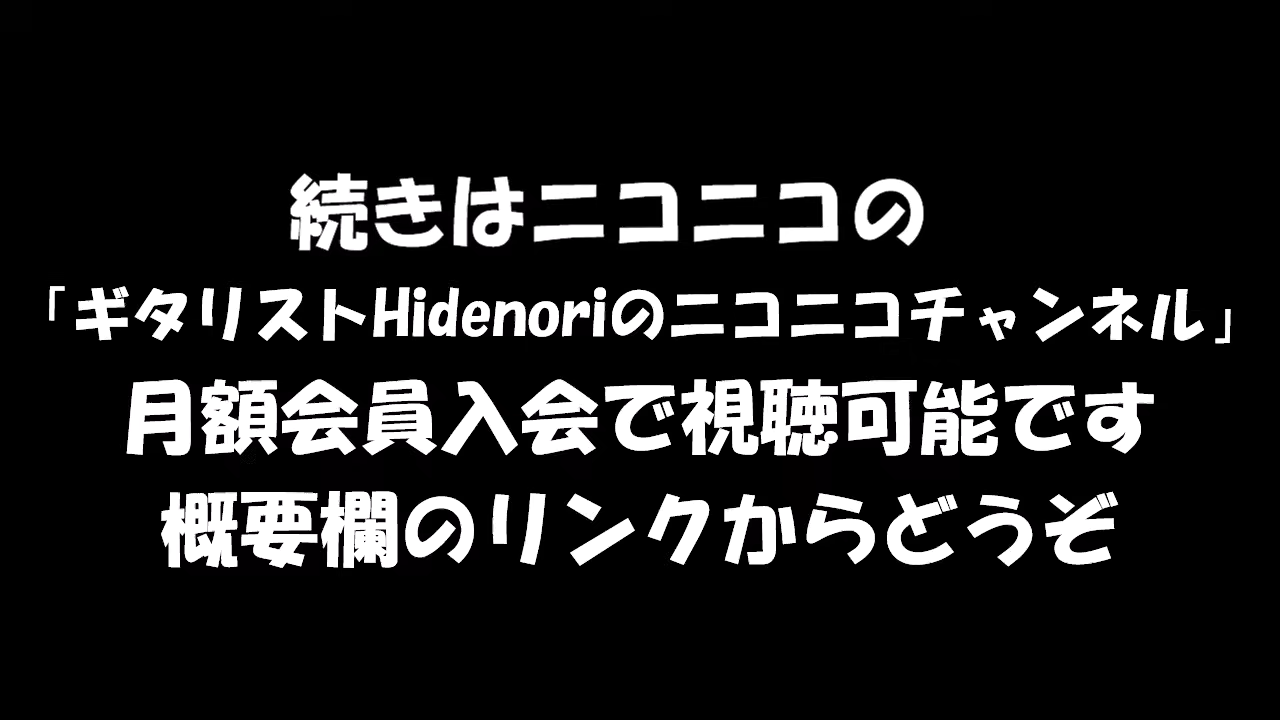 続きはニコニコの
「ギタリストHidenoriのニコニコチャンネル」
月額会員入会で視聴可能です
概要欄のリンクからどうぞ